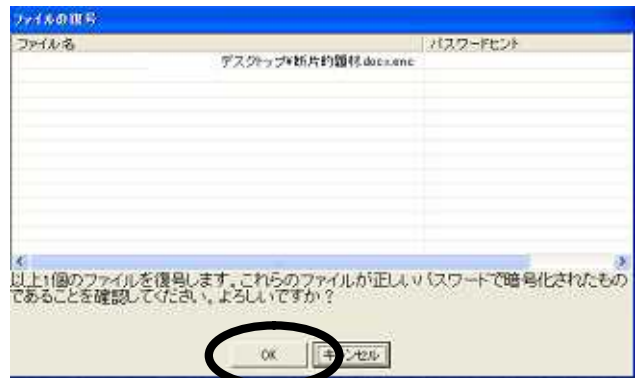 ファイルの復号
ファイル名
パスワードヒント
デスクトップ¥断片的題材.docx.enc
以上1個のファイルを復号します。これらのファイルが正しいパスワードで暗号化されたもの
であることを確認してください。よろしいですか？
OK
キャンセル